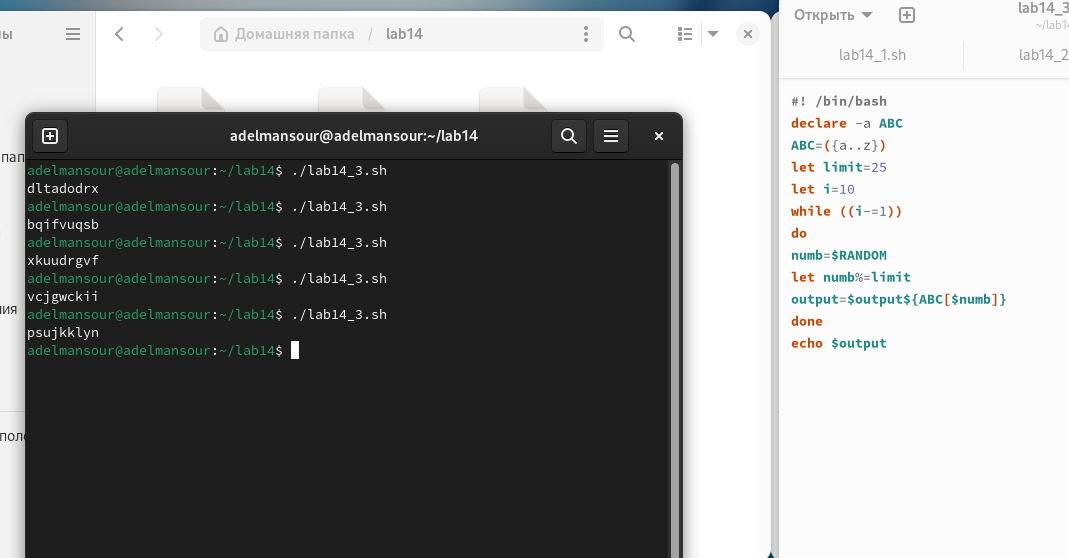 Домашняя папка / lab14
adelmansour@adelmansour:~/lab14
adelmansour@adelmansour:~/lab14$ ./lab14_3.sh
dltadodrx
adelmansour@adelmansour:~/lab14$ ./lab14_3.sh
bqifvuqsb
adelmansour@adelmansour:~/lab14$ ./lab14_3.sh
xkuudrgvf
adelmansour@adelmansour:~/lab14$ ./lab14_3.sh
vcjgwckii
adelmansour@adelmansour:~/lab14$ ./lab14_3.sh
psujkklyn
adelmansour@adelmansour:~/lab14$
Открыть
lab14_3
~/lab14
lab14_1.sh
lab14_2
#! /bin/bash
declare -a ABC
ABC=({a..z})
let limit=25
let i=10
while ((i-=1))
do
numb=$RANDOM
let numb%=limit
output=$output${ABC[$numb]}
done
echo $output